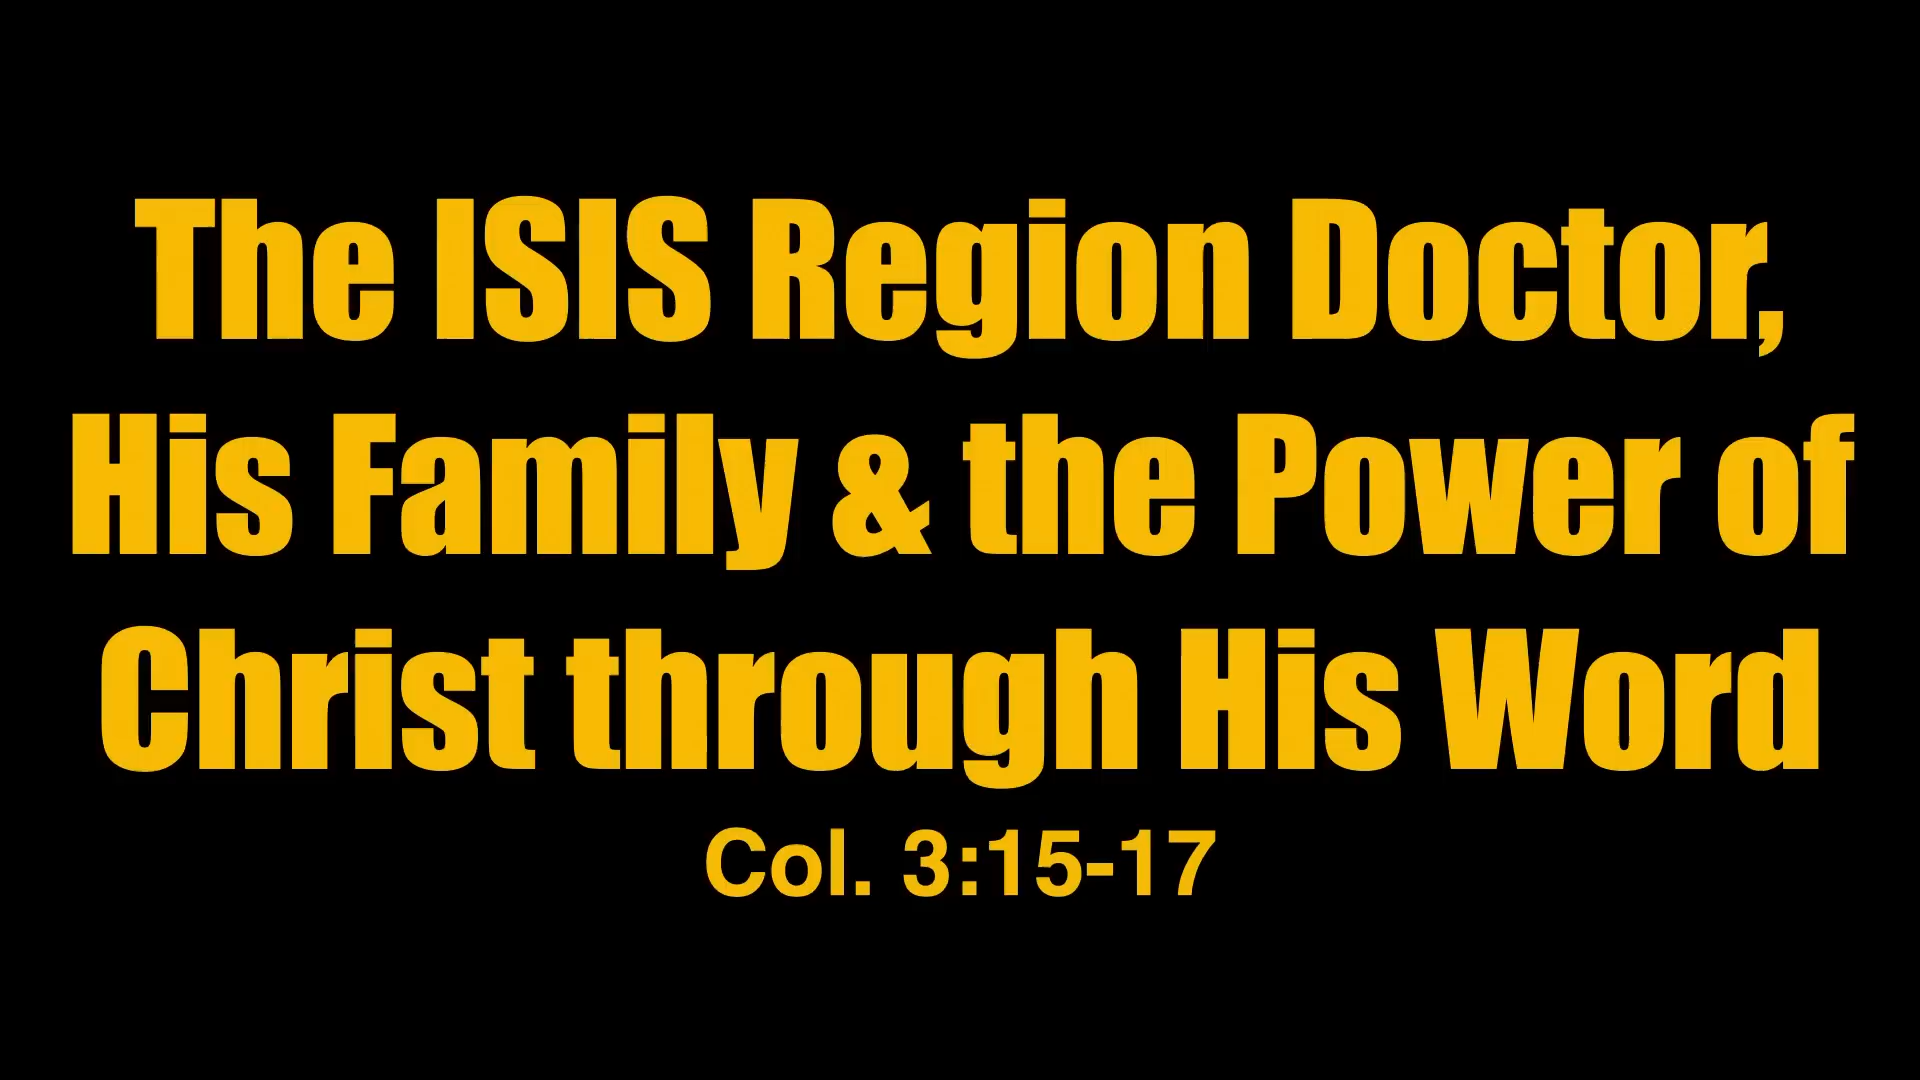 The ISIS Region Doctor,
His Family & the Power of
Christ through His Word
Col. 3:15-17